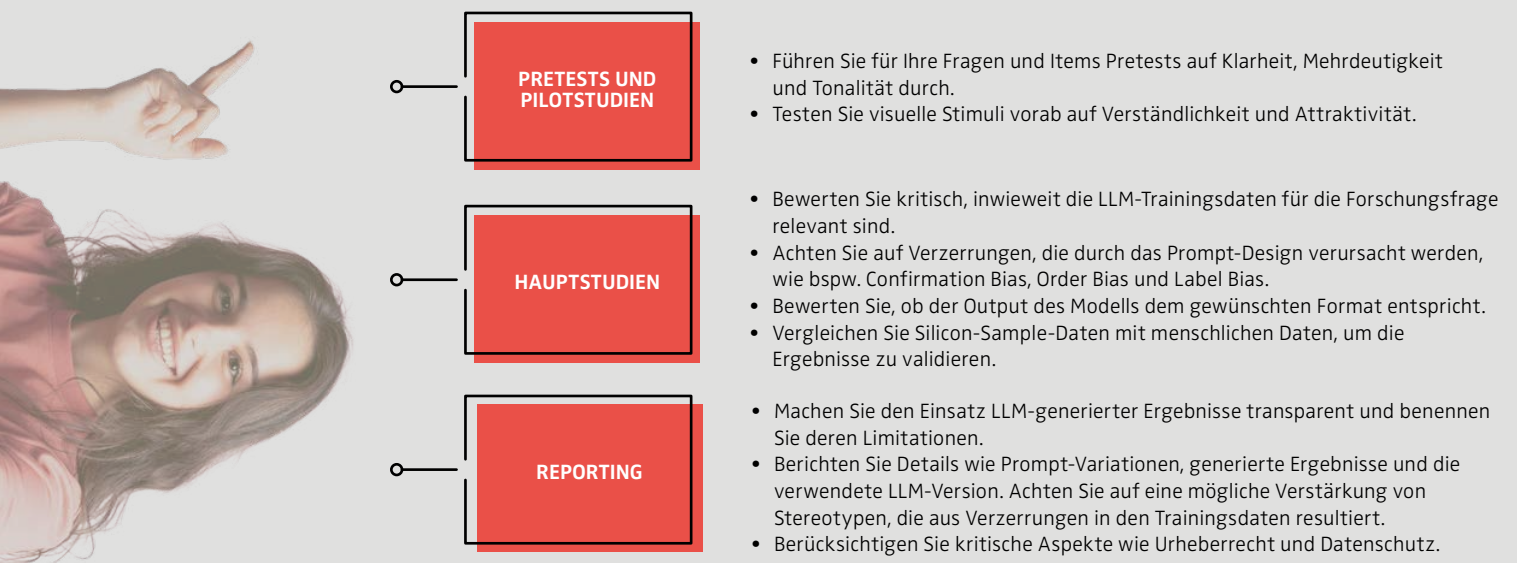 PRETESTS UND
PILOTSTUDIEN
• Führen Sie für Ihre Fragen und Items Pretests auf Klarheit, Mehrdeutigkeit
und Tonalität durch.
• Testen Sie visuelle Stimuli vorab auf Verständlichkeit und Attraktivität.
HAUPTSTUDIEN
• Bewerten Sie kritisch, inwieweit die LLM-Trainingsdaten für die Forschungsfrage
relevant sind.
• Achten Sie auf Verzerrungen, die durch das Prompt-Design verursacht werden,
wie bspw. Confirmation Bias, Order Bias und Label Bias.
• Bewerten Sie, ob der Output des Modells dem gewünschten Format entspricht.
• Vergleichen Sie Silicon-Sample-Daten mit menschlichen Daten, um die
Ergebnisse zu validieren.
REPORTING
• Machen Sie den Einsatz LLM-generierter Ergebnisse transparent und benennen
Sie deren Limitationen.
• Berichten Sie Details wie Prompt-Variationen, generierte Ergebnisse und die
verwendete LLM-Version. Achten Sie auf eine mögliche Verstärkung von
Stereotypen, die aus Verzerrungen in den Trainingsdaten resultiert.
• Berücksichtigen Sie kritische Aspekte wie Urheberrecht und Datenschutz.